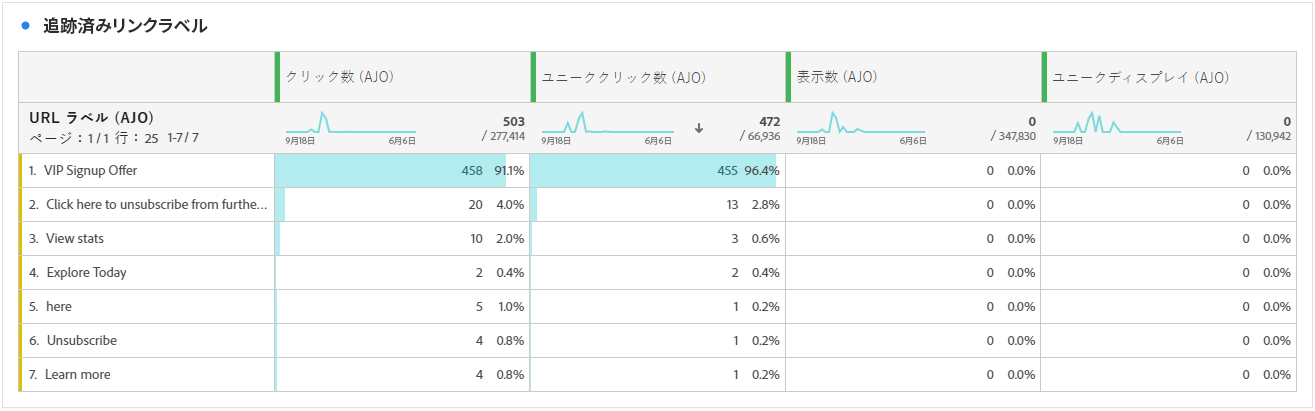 追跡済みリンクラベル
クリック数 (AJO) ユニーククリック数 (AJO) 表示数 (AJO) ユニークディスプレイ (AJO)
URL ラベル (AJO) 503 472 0 0
ページ：1 / 1 行： 25 1-7 / 7 9月18日 6月6日 / 277,414 9月18日 6月6日 / 66,936 9月18日 6月6日 / 347,830 9月18日 6月6日 / 130,942
1. VIP Signup Offer 458 91.1% 455 96.4% 0 0.0% 0 0.0%
2. Click here to unsubscribe from furthe... 20 4.0% 13 2.8% 0 0.0% 0 0.0%
3. View stats 10 2.0% 3 0.6% 0 0.0% 0 0.0%
4. Explore Today 2 0.4% 2 0.4% 0 0.0% 0 0.0%
5. here 5 1.0% 1 0.2% 0 0.0% 0 0.0%
6. Unsubscribe 4 0.8% 1 0.2% 0 0.0% 0 0.0%
7. Learn more 4 0.8% 1 0.2% 0 0.0% 0 0.0%